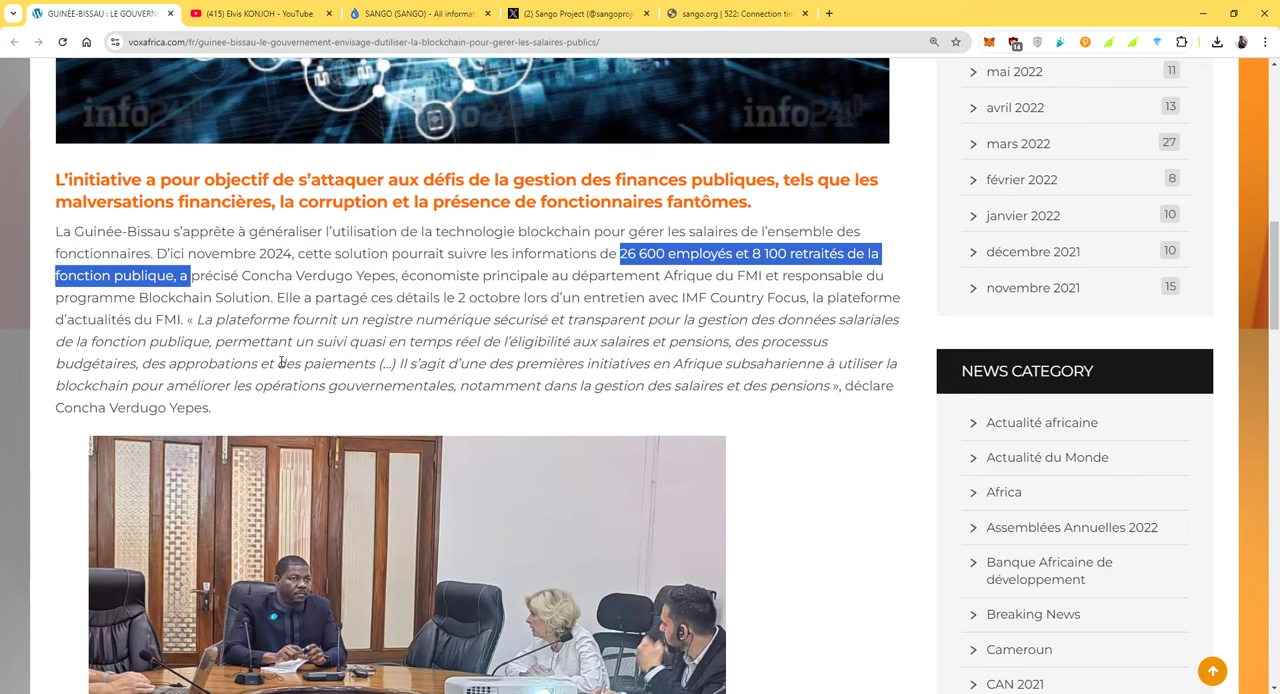 GUINÉE-BISSAU : LE GOUVERN
(415) Elvis KONJOH - YouTube
SANGO (SANGO) - All informat
(2) Sango Project (@sangoproje
sango.org | 522: Connection tim
voxafrica.com/fr/guinee-bissau-le-gouvernement-envisage-dutiliser-la-blockchain-pour-gerer-les-salaires-publics/
14
info24
info24
L’initiative a pour objectif de s’attaquer aux défis de la gestion des finances publiques, tels que les
malversations financières, la corruption et la présence de fonctionnaires fantômes.
La Guinée-Bissau s’apprête à généraliser l’utilisation de la technologie blockchain pour gérer les salaires de l’ensemble des
fonctionnaires. D’ici novembre 2024, cette solution pourrait suivre les informations de 26 600 employés et 8 100 retraités de la
fonction publique, a précisé Concha Verdugo Yepes, économiste principale au département Afrique du FMI et responsable du
programme Blockchain Solution. Elle a partagé ces détails le 2 octobre lors d’un entretien avec IMF Country Focus, la plateforme
d’actualités du FMI. « La plateforme fournit un registre numérique sécurisé et transparent pour la gestion des données salariales
de la fonction publique, permettant un suivi quasi en temps réel de l’éligibilité aux salaires et pensions, des processus
budgétaires, des approbations et des paiements (…) Il s’agit d’une des premières initiatives en Afrique subsaharienne à utiliser la
blockchain pour améliorer les opérations gouvernementales, notamment dans la gestion des salaires et des pensions », déclare
Concha Verdugo Yepes.
mai 2022 11
avril 2022 13
mars 2022 27
février 2022 8
janvier 2022 10
décembre 2021 10
novembre 2021 15
NEWS CATEGORY
Actualité africaine
Actualité du Monde
Africa
Assemblées Annuelles 2022
Banque Africaine de
développement
Breaking News
Cameroun
CAN 2021